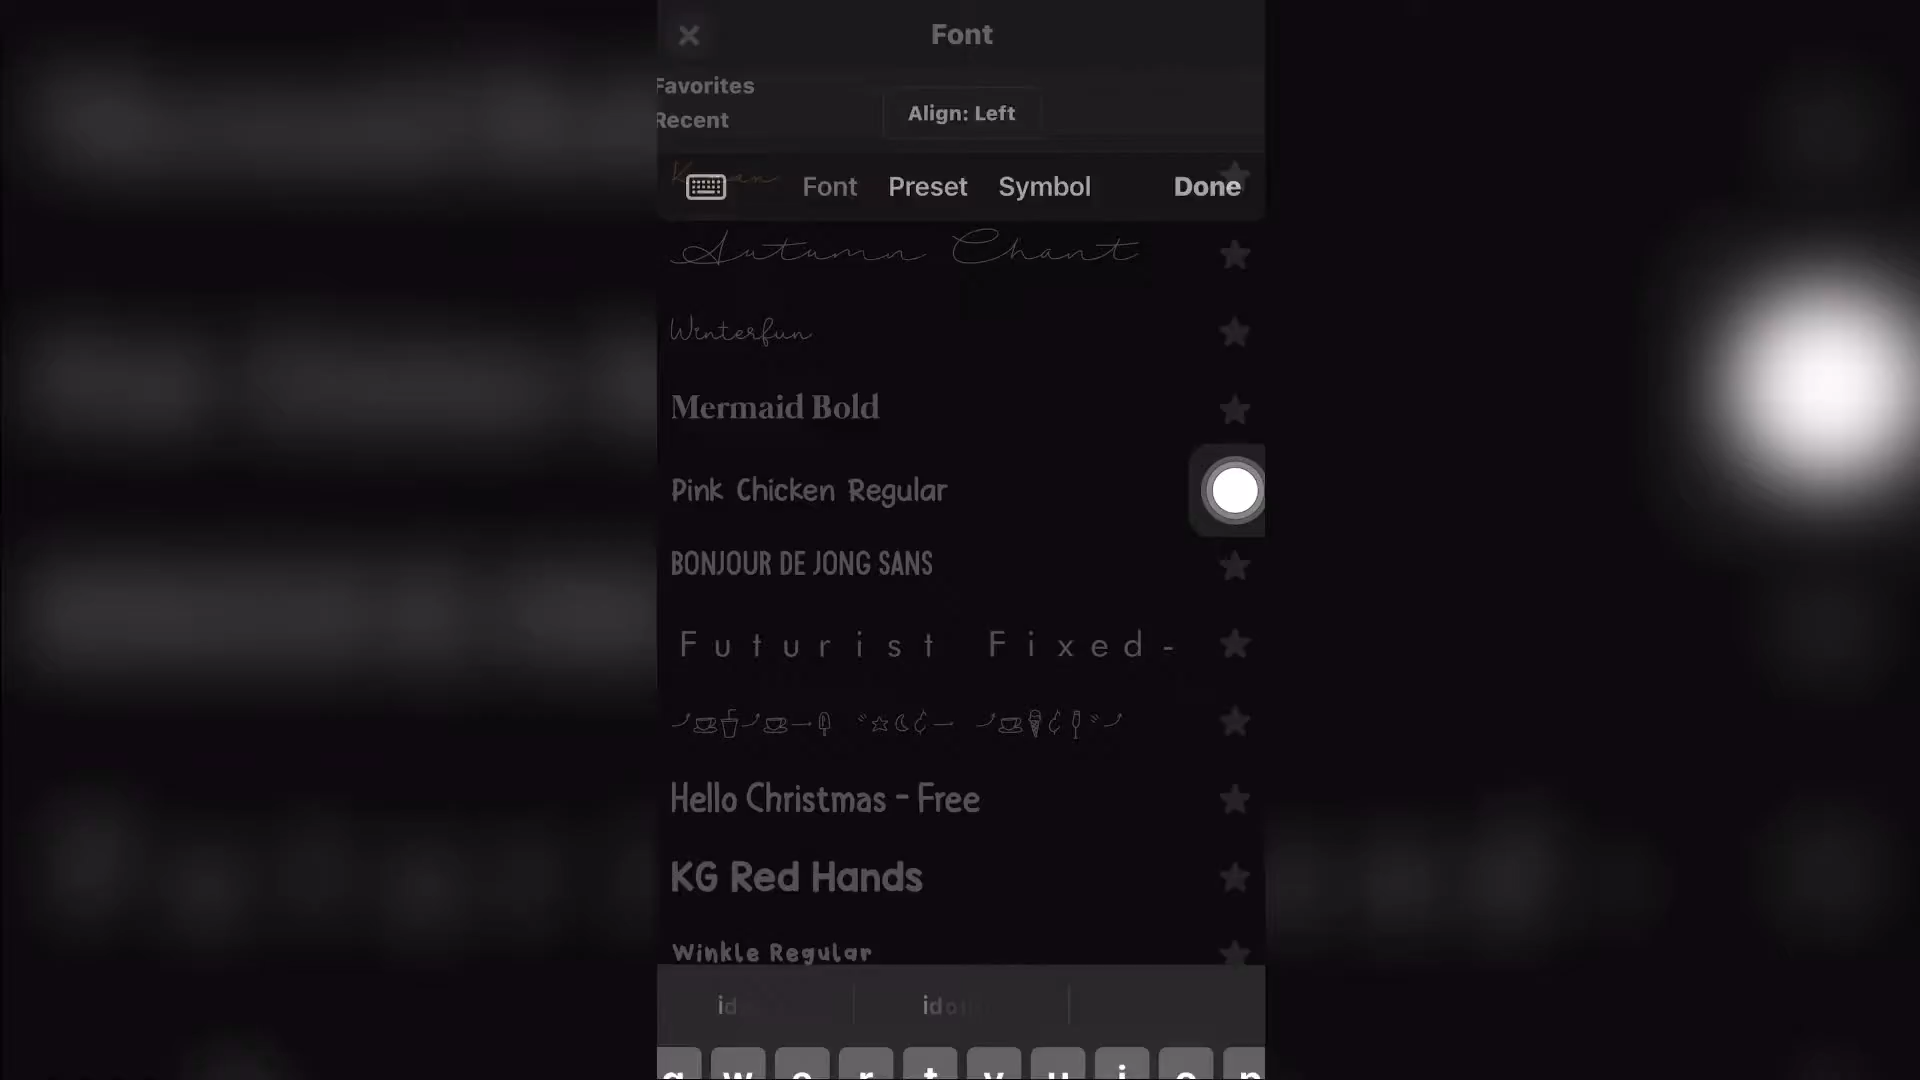 Font
Favorites
Recent
Align: Left
Font Preset Symbol Done
Autumn Chant
Winterfun
Mermaid Bold
Pink Chicken Regular
BONJOUR DE JONG SANS
Futurist Fixed-
Hello Christmas - Free
KG Red Hands
Winkle Regular
q w e r t y u i o p